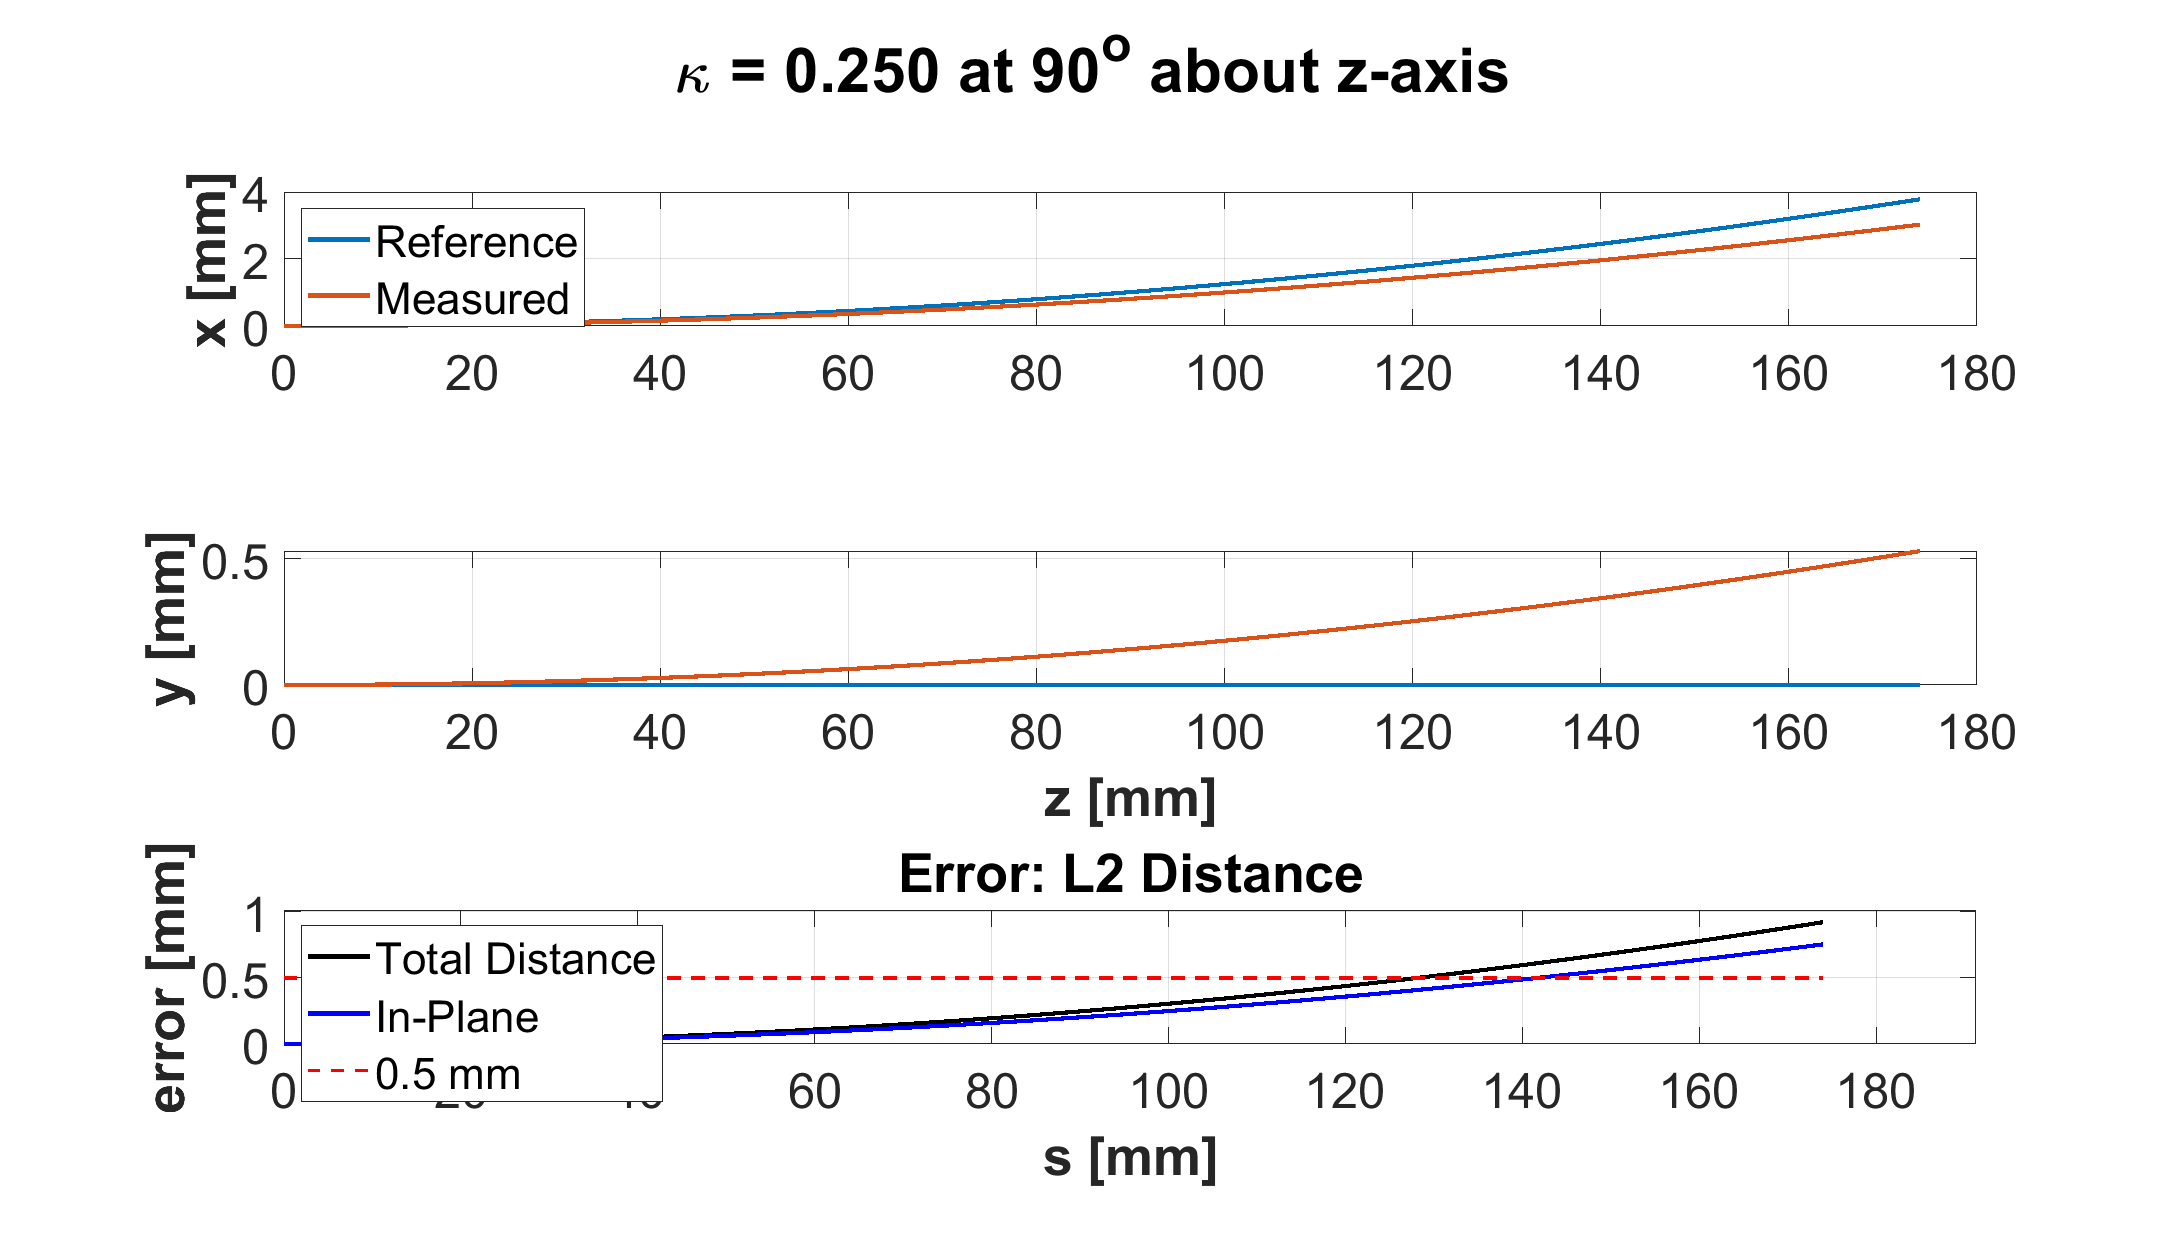 κ = 0.250 at 90° about z-axis
x [mm]
4
2
0
Reference
Measured
0 20 40 60 80 100 120 140 160 180
y [mm]
0.5
0
0 20 40 60 80 100 120 140 160 180
z [mm]
Error: L2 Distance
error [mm]
1
0.5
0
Total Distance
In-Plane
0.5 mm
0 60 80 100 120 140 160 180
s [mm]